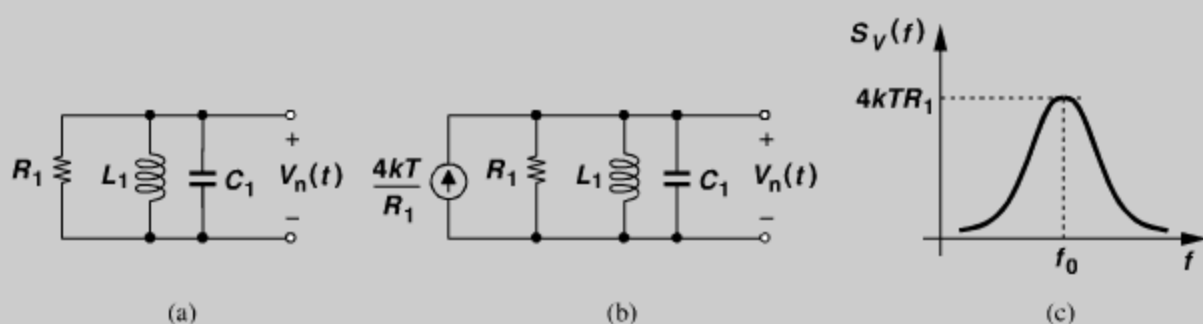 R1
L1
C1
+
Vn(t)
−
(a)
4kT
R1
R1
L1
C1
+
Vn(t)
−
(b)
SV(f)
4kTR1
f0
f
(c)